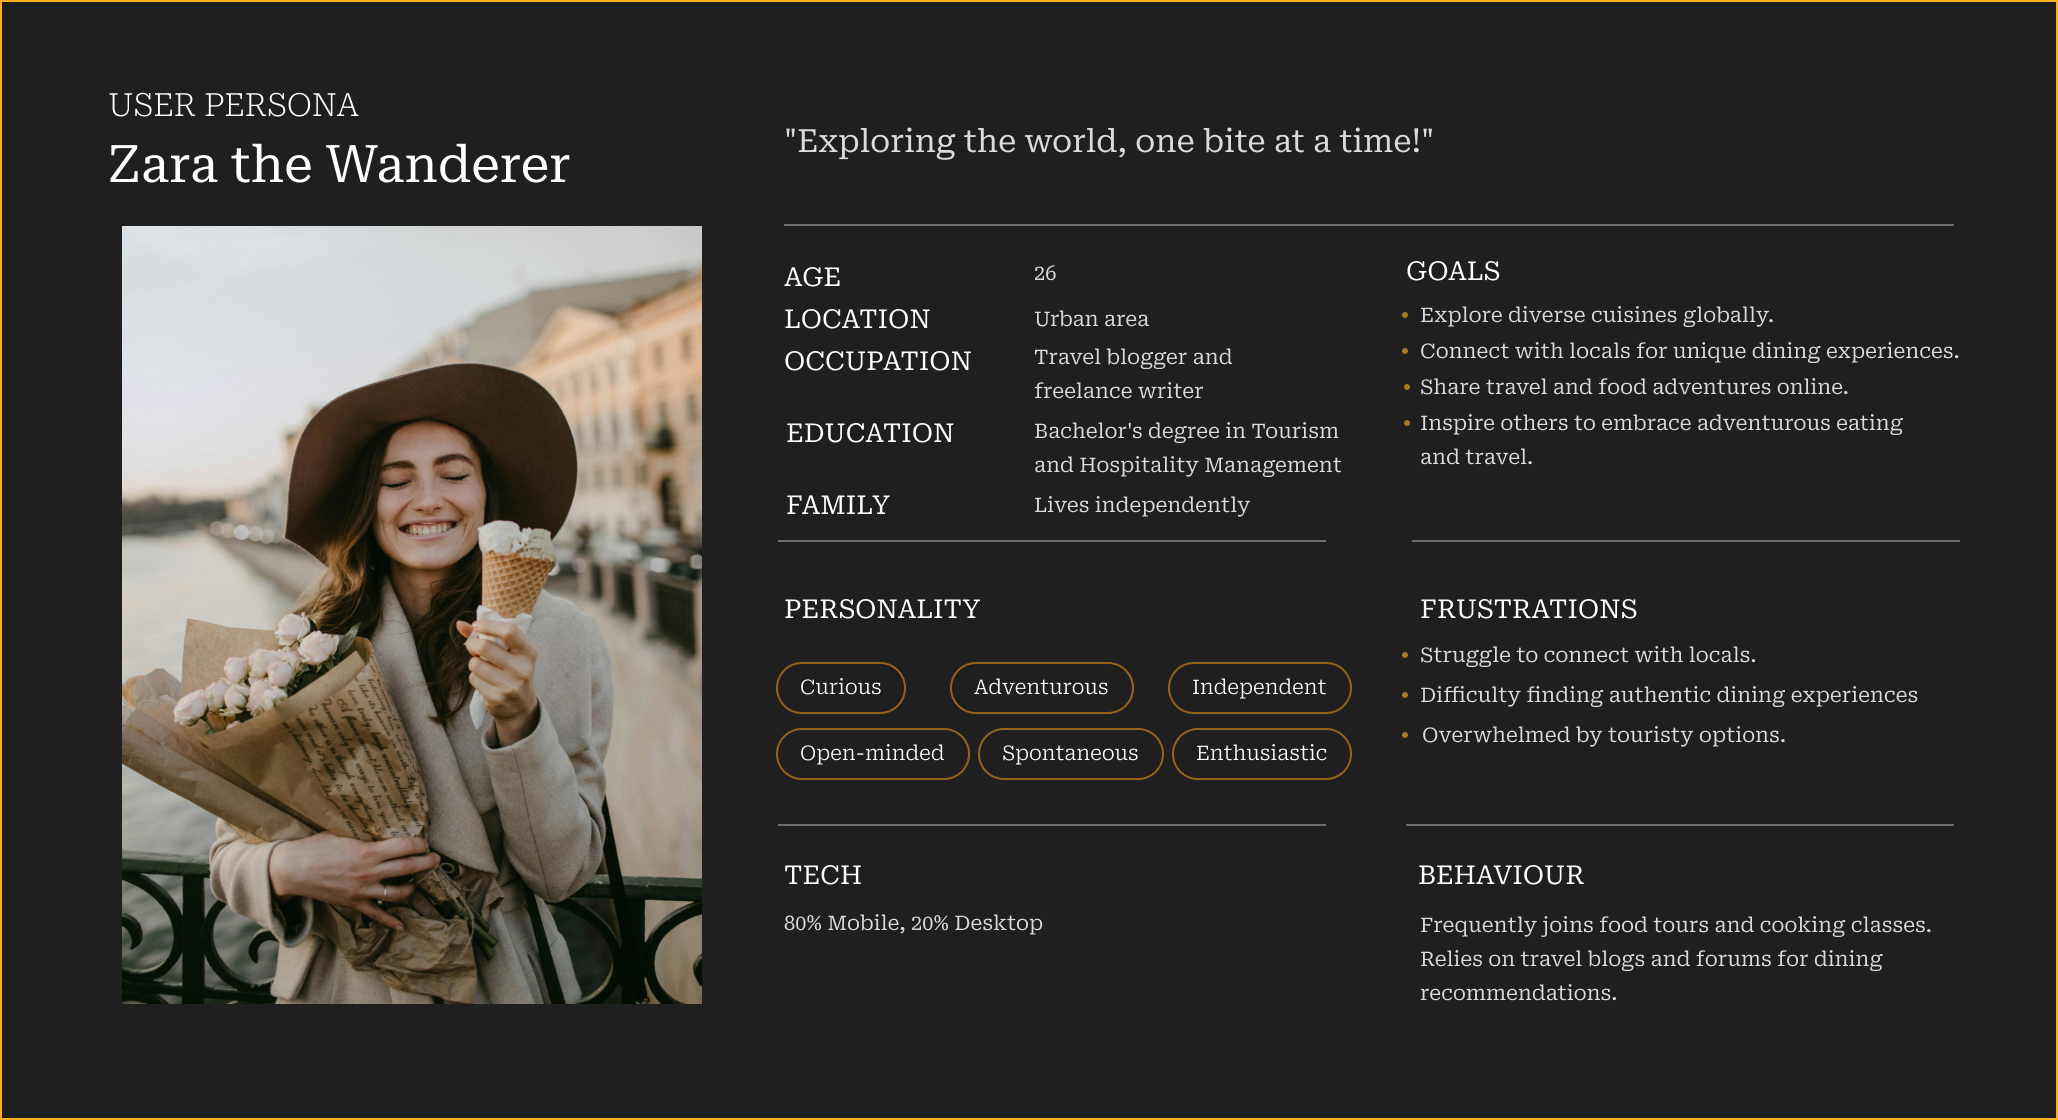 USER PERSONA
Zara the Wanderer
"Exploring the world, one bite at a time!"
AGE
26
LOCATION
Urban area
OCCUPATION
Travel blogger and
freelance writer
EDUCATION
Bachelor's degree in Tourism
and Hospitality Management
FAMILY
Lives independently
GOALS
• Explore diverse cuisines globally.
• Connect with locals for unique dining experiences.
• Share travel and food adventures online.
• Inspire others to embrace adventurous eating
and travel.
PERSONALITY
Curious
Adventurous
Independent
Open-minded
Spontaneous
Enthusiastic
FRUSTRATIONS
• Struggle to connect with locals.
• Difficulty finding authentic dining experiences
• Overwhelmed by touristy options.
TECH
80% Mobile, 20% Desktop
BEHAVIOUR
Frequently joins food tours and cooking classes.
Relies on travel blogs and forums for dining
recommendations.